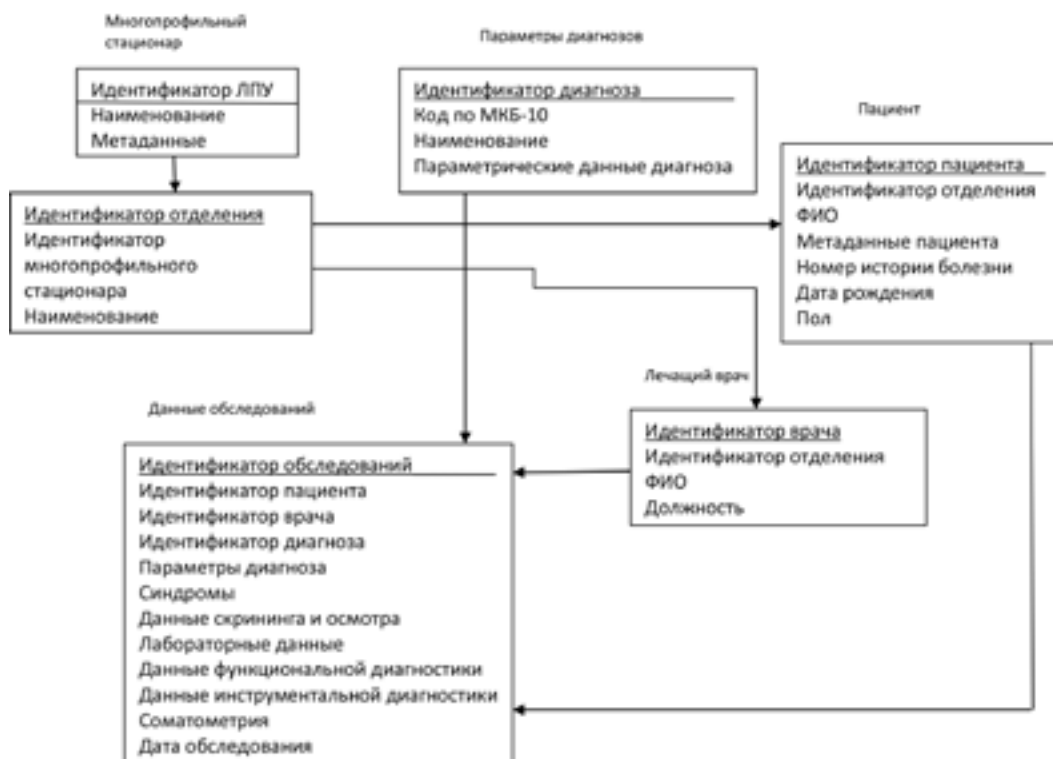 Многопрофильный
стационар
Идентификатор ЛПУ
Наименование
Метаданные
Параметры диагнозов
Идентификатор диагноза
Код по МКБ-10
Наименование
Параметрические данные диагноза
Пациент
Идентификатор пациента
Идентификатор отделения
ФИО
Метаданные пациента
Номер истории болезни
Дата рождения
Пол
Идентификатор отделения
Идентификатор
многопрофильного
стационара
Наименование
Лечащий врач
Идентификатор врача
Идентификатор отделения
ФИО
Должность
Данные обследований
Идентификатор обследований
Идентификатор пациента
Идентификатор врача
Идентификатор диагноза
Параметры диагноза
Синдромы
Данные скрининга и осмотра
Лабораторные данные
Данные функциональной диагностики
Данные инструментальной диагностики
Соматометрия
Дата обследования